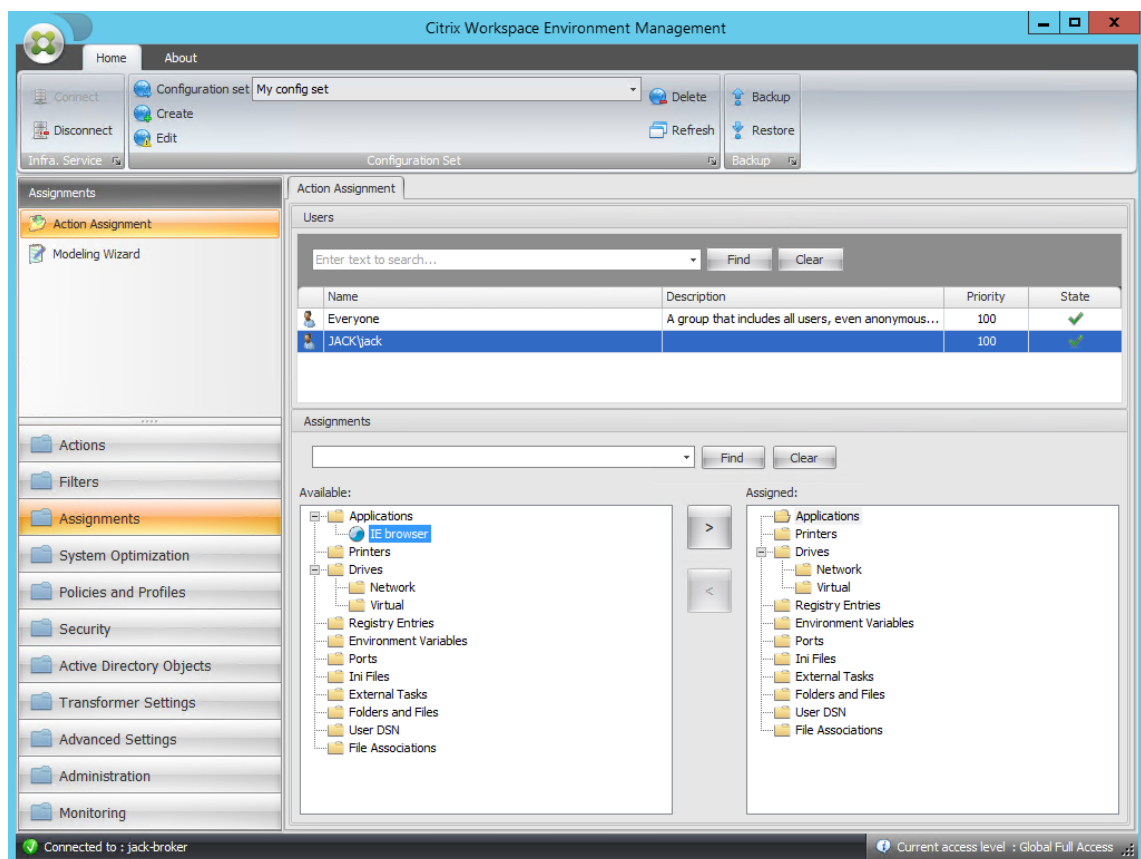 Citrix Workspace Environment Management
Home About
Connect
Disconnect
Infra. Service
Configuration set My config set
Create
Edit
Delete
Refresh
Configuration Set
Backup
Restore
Backup
Assignments
Action Assignment
Modeling Wizard
Actions
Filters
Assignments
System Optimization
Policies and Profiles
Security
Active Directory Objects
Transformer Settings
Advanced Settings
Administration
Monitoring
Action Assignment
Users
Enter text to search... Find Clear
Name Description Priority State
Everyone A group that includes all users, even anonymous... 100
JACK\jack 100
Assignments
Find Clear
Available:
Applications
IE browser
Printers
Drives
Network
Virtual
Registry Entries
Environment Variables
Ports
Ini Files
External Tasks
Folders and Files
User DSN
File Associations
>
<
Assigned:
Applications
Printers
Drives
Network
Virtual
Registry Entries
Environment Variables
Ports
Ini Files
External Tasks
Folders and Files
User DSN
File Associations
Connected to : jack-broker
Current access level : Global Full Access